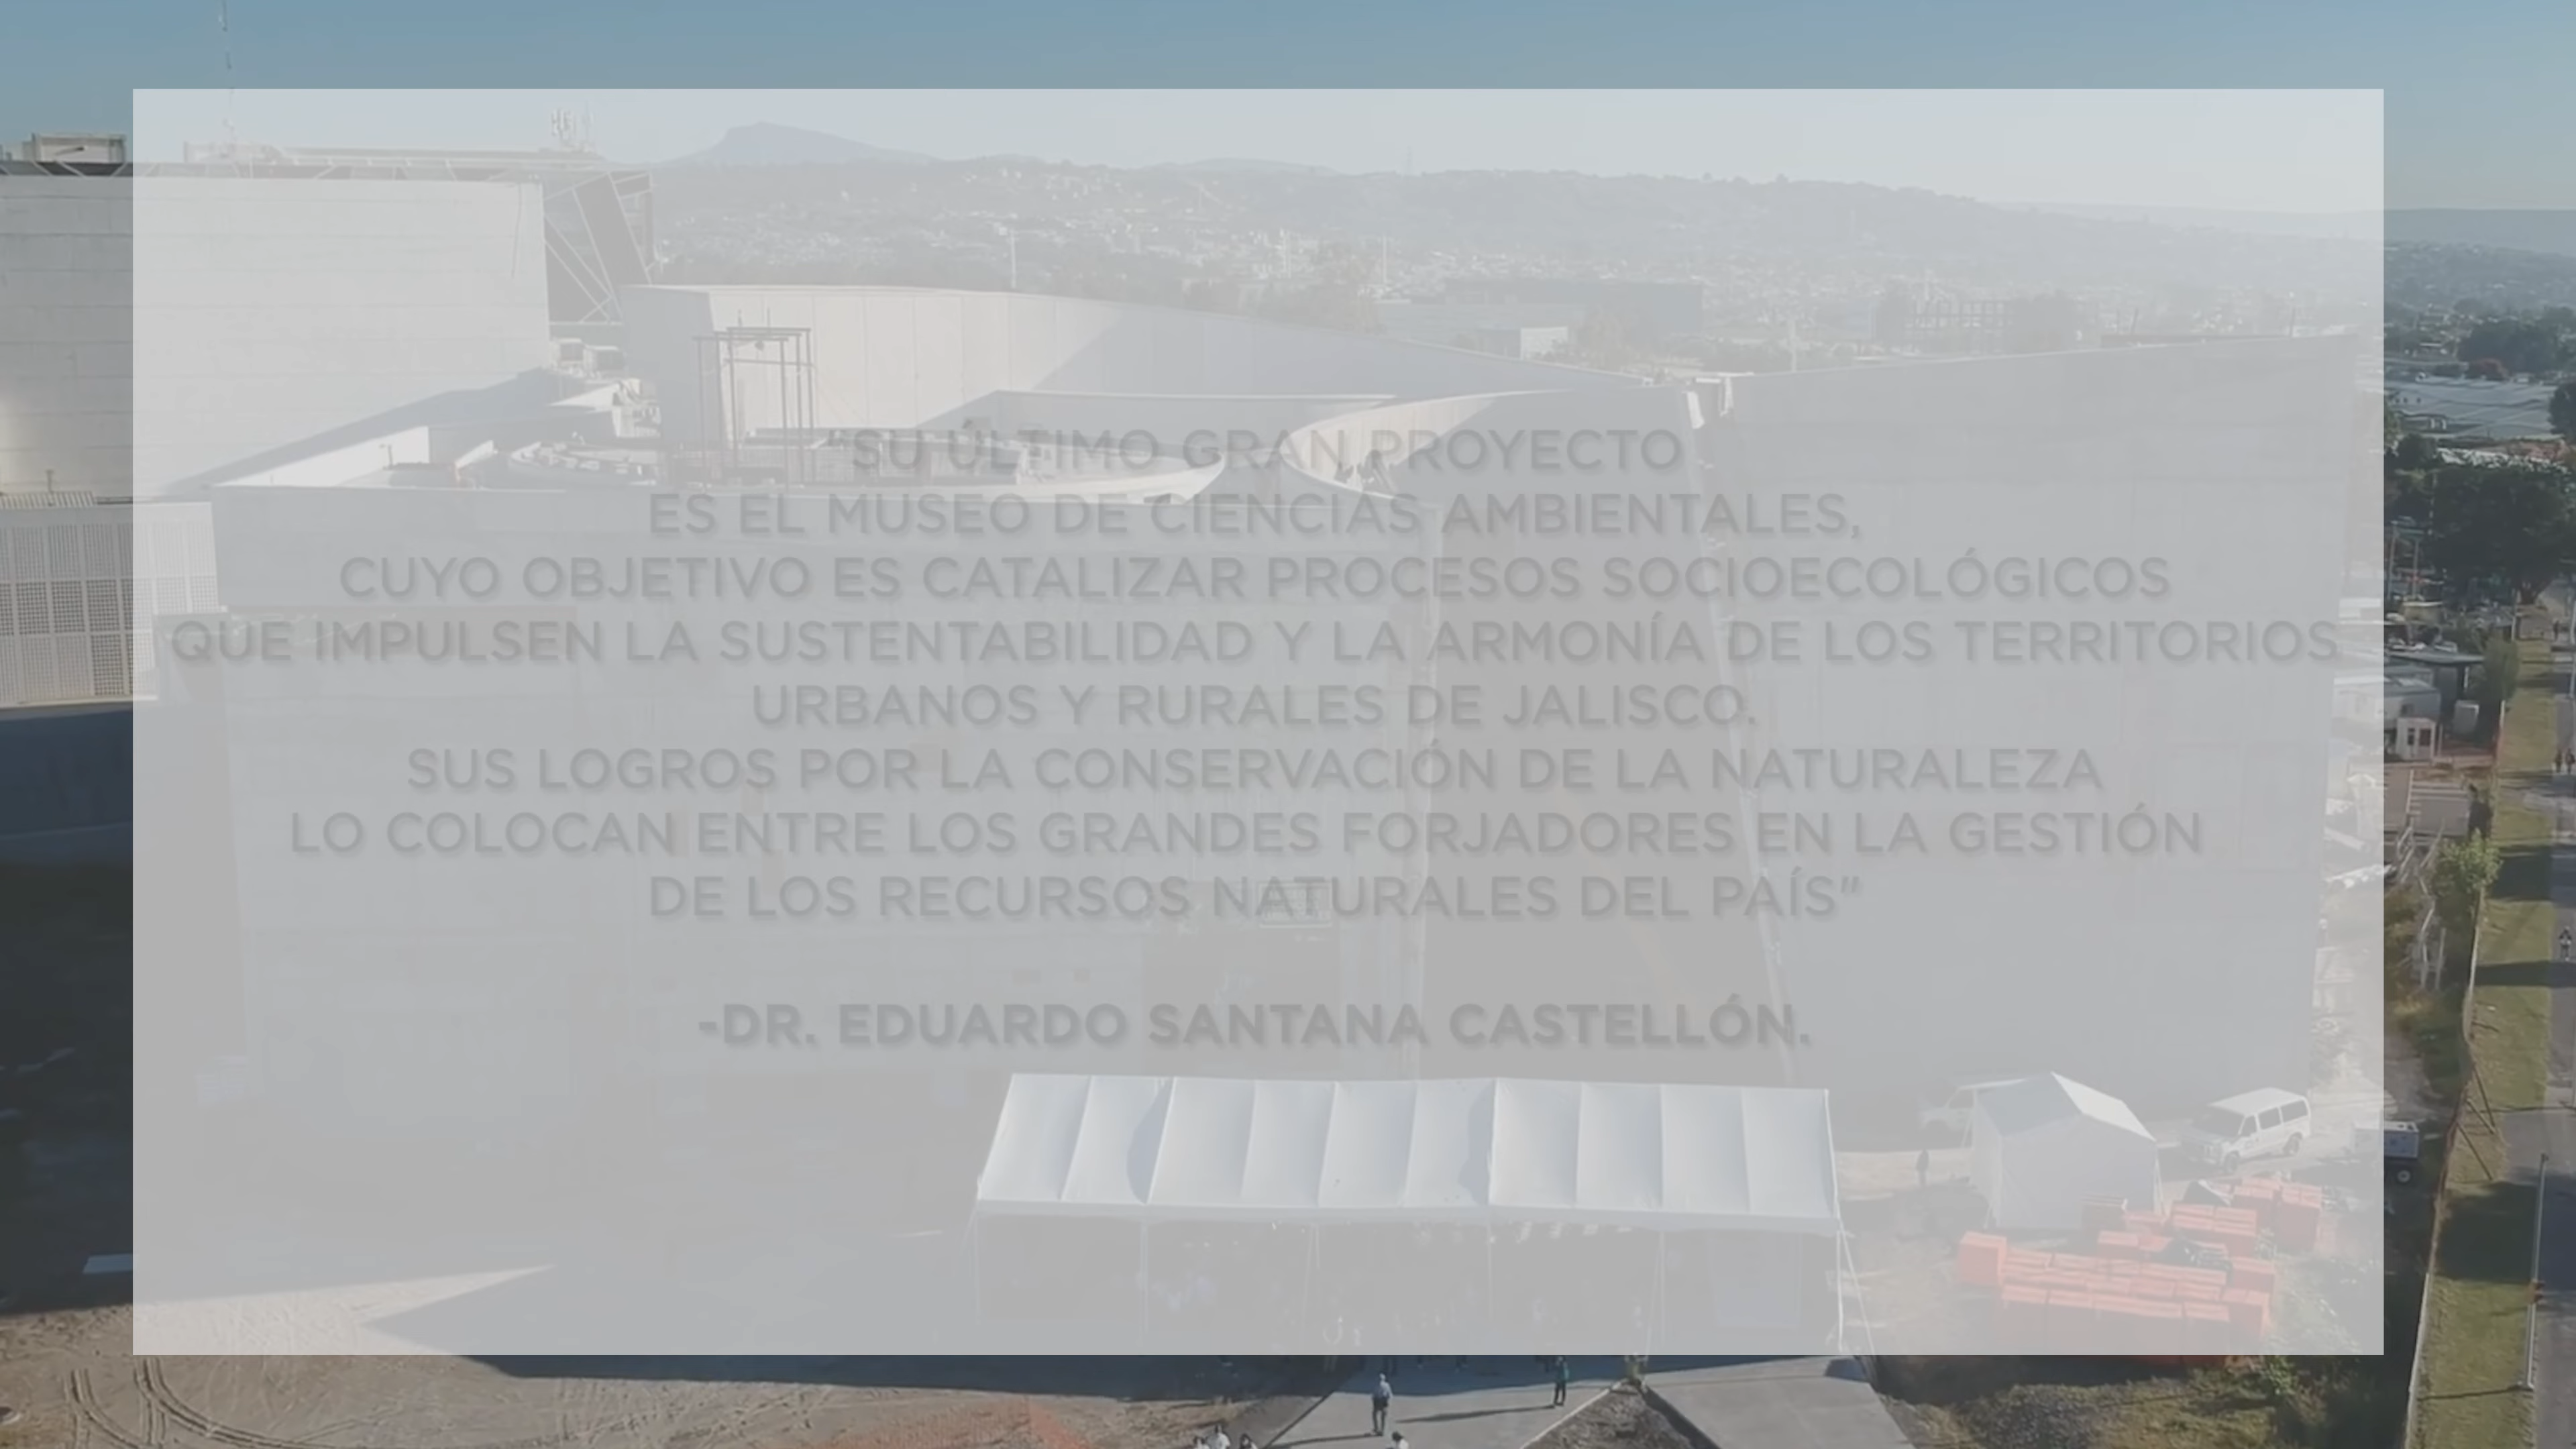 "SU ÚLTIMO GRAN PROYECTO
ES EL MUSEO DE CIENCIAS AMBIENTALES,
CUYO OBJETIVO ES CATALIZAR PROCESOS SOCIOECOLÓGICOS
QUE IMPULSEN LA SUSTENTABILIDAD Y LA ARMONÍA DE LOS TERRITORIOS
URBANOS Y RURALES DE JALISCO.
SUS LOGROS POR LA CONSERVACIÓN DE LA NATURALEZA
LO COLOCAN ENTRE LOS GRANDES FORJADORES EN LA GESTIÓN
DE LOS RECURSOS NATURALES DEL PAÍS"
-DR. EDUARDO SANTANA CASTELLÓN.